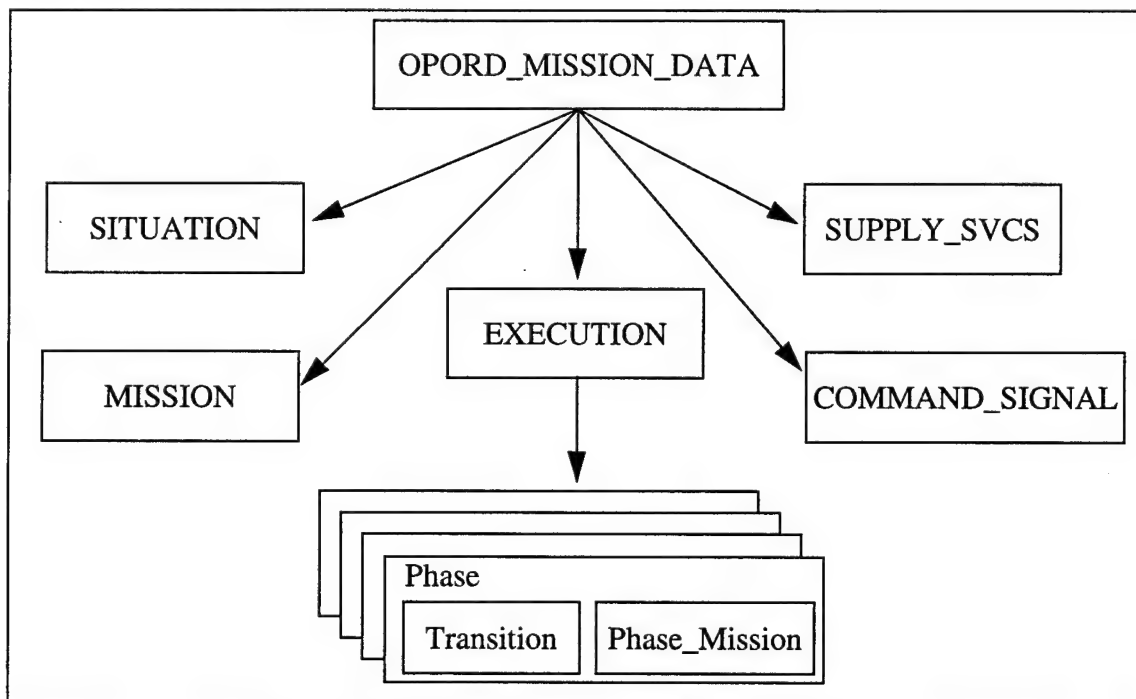 OPORD_MISSION_DATA
SITUATION
SUPPLY_SVCS
EXECUTION
MISSION
COMMAND_SIGNAL
Phase
Transition
Phase_Mission